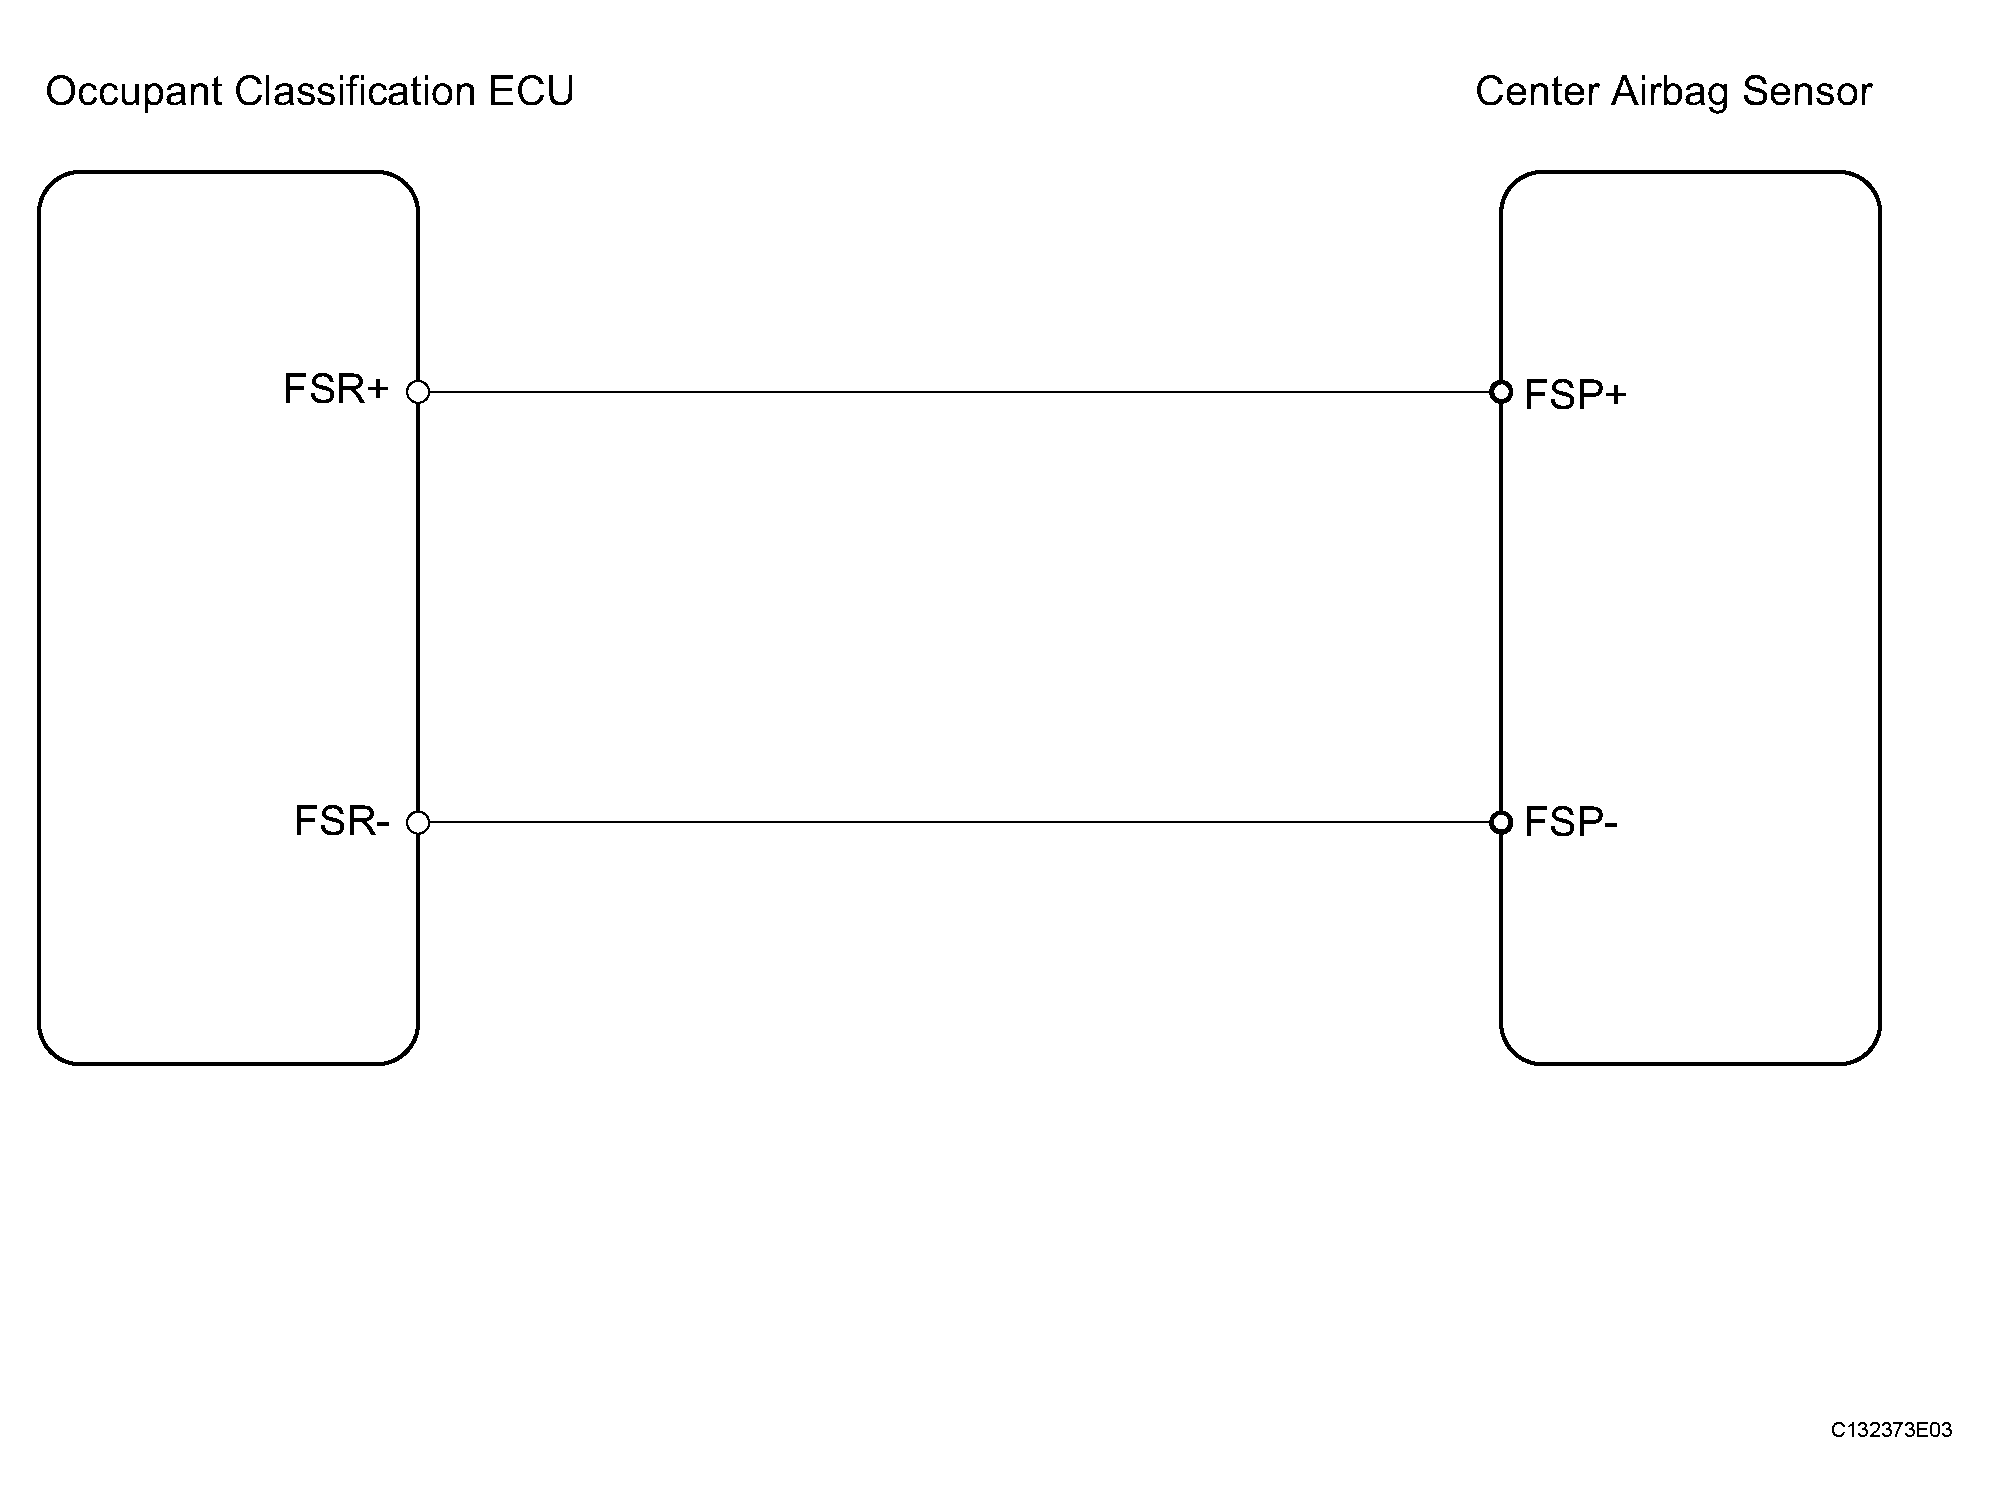 Occupant Classification ECU
Center Airbag Sensor
FSR+
FSP+
FSR-
FSP-
C132373E03